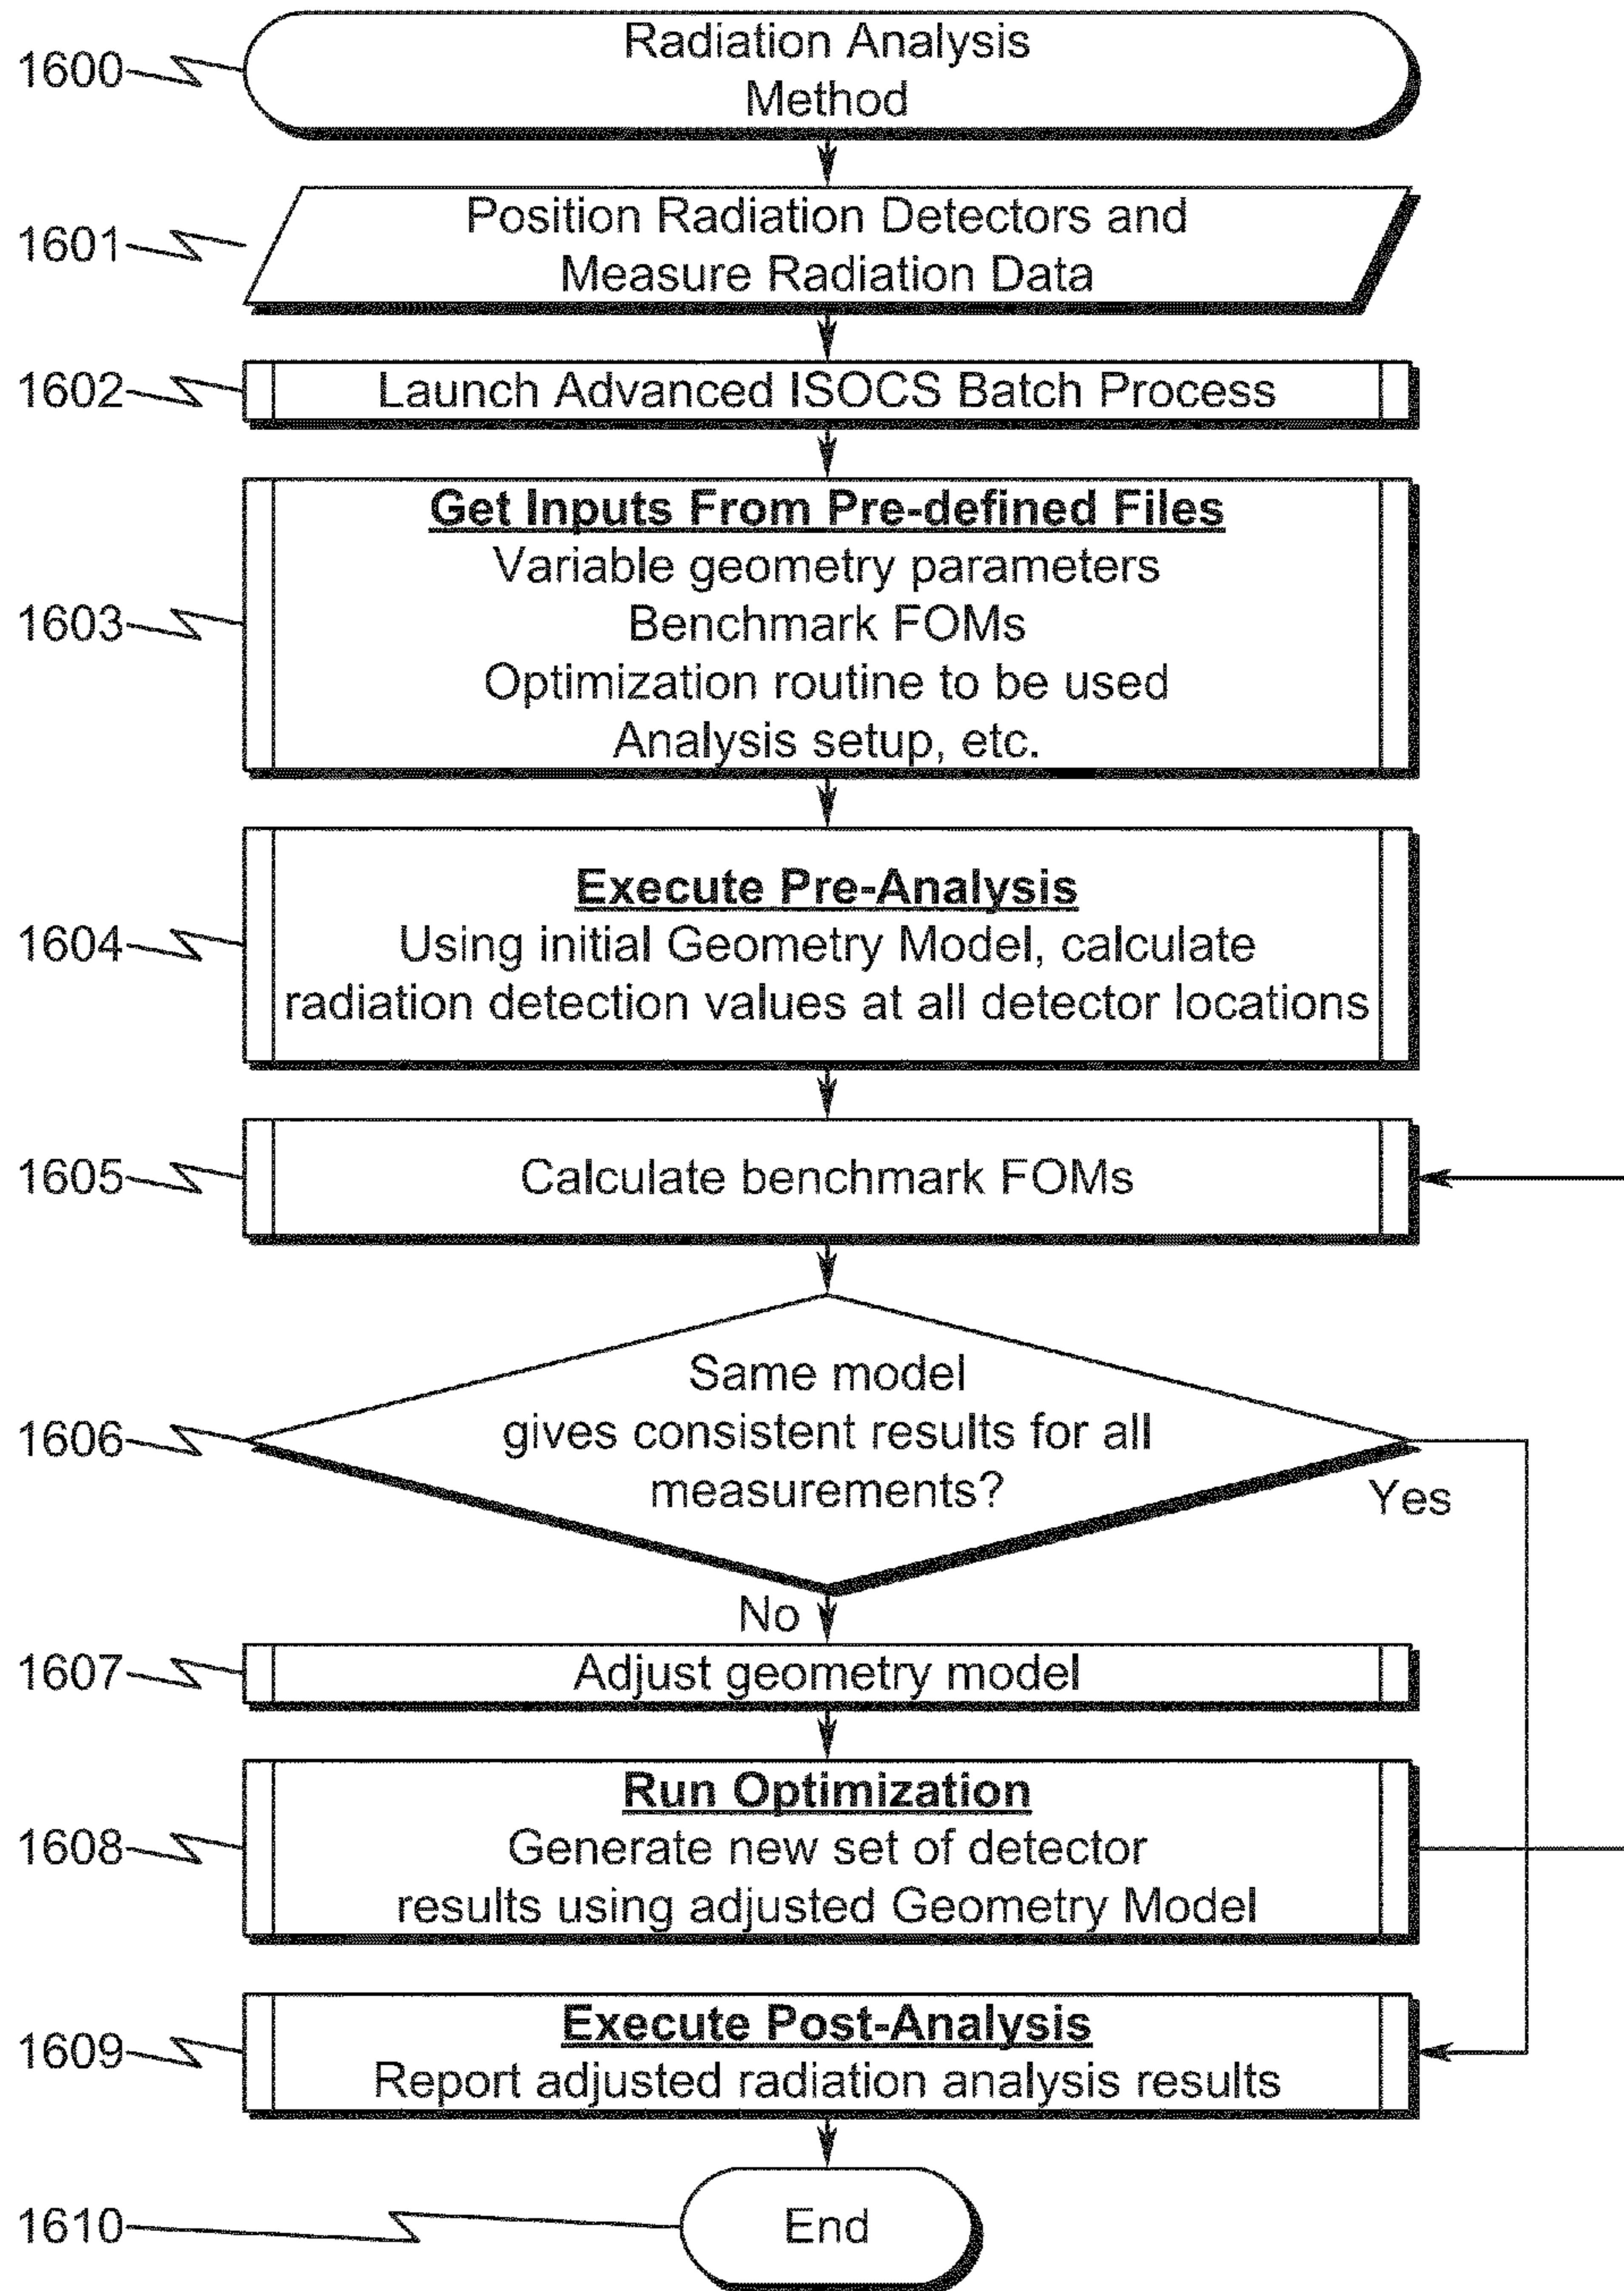 1600
Radiation Analysis
Method
1601
Position Radiation Detectors and
Measure Radiation Data
1602
Launch Advanced ISOCS Batch Process
1603
Get Inputs From Pre-defined Files
Variable geometry parameters
Benchmark FOMs
Optimization routine to be used
Analysis setup, etc.
1604
Execute Pre-Analysis
Using initial Geometry Model, calculate
radiation detection values at all detector locations
1605
Calculate benchmark FOMs
1606
Same model
gives consistent results for all
measurements?
Yes
No
1607
Adjust geometry model
1608
Run Optimization
Generate new set of detector
results using adjusted Geometry Model
1609
Execute Post-Analysis
Report adjusted radiation analysis results
1610
End